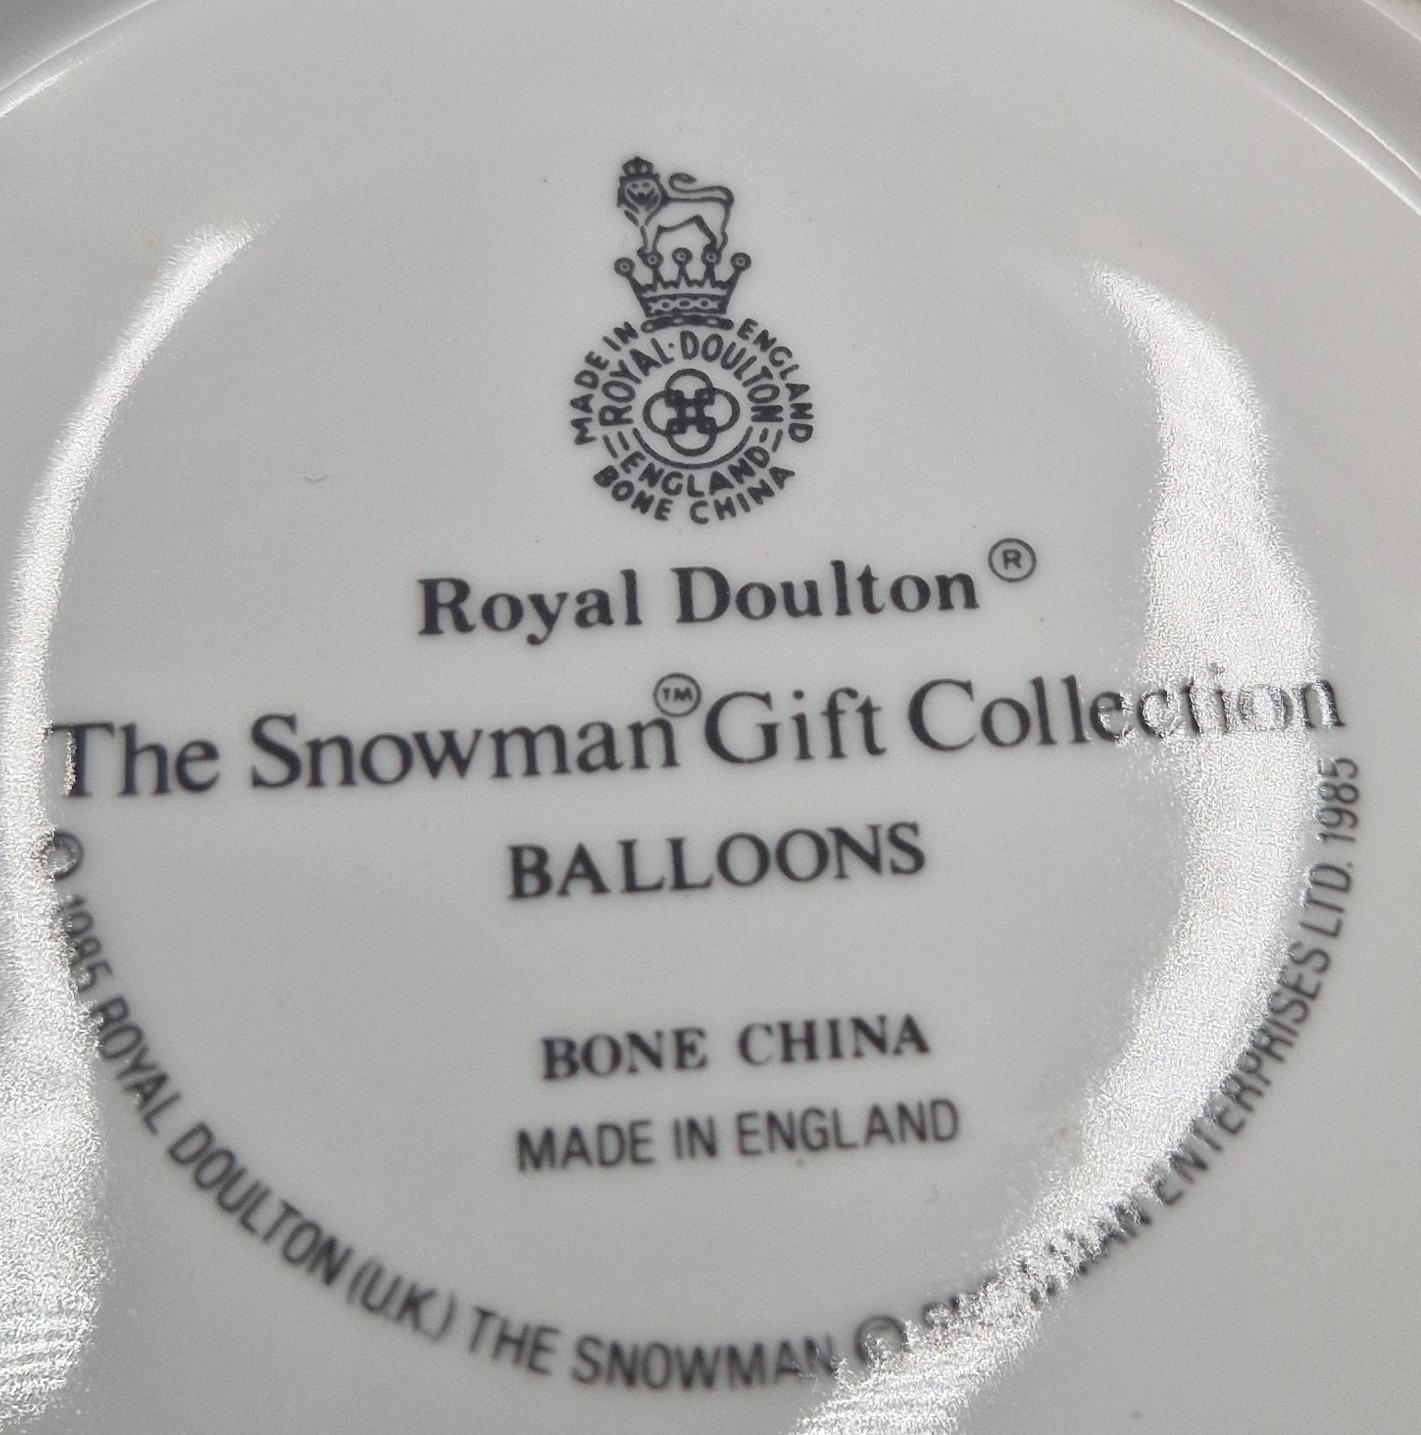 MADE IN ENGLAND
ROYAL·DOULTON
ENGLAND
BONE CHINA
Royal Doulton®
The Snowman™ Gift Collection
BALLOONS
BONE CHINA
MADE IN ENGLAND
© 1985 ROYAL DOULTON (U.K.) THE SNOWMAN © SNOWMAN ENTERPRISES LTD. 1985